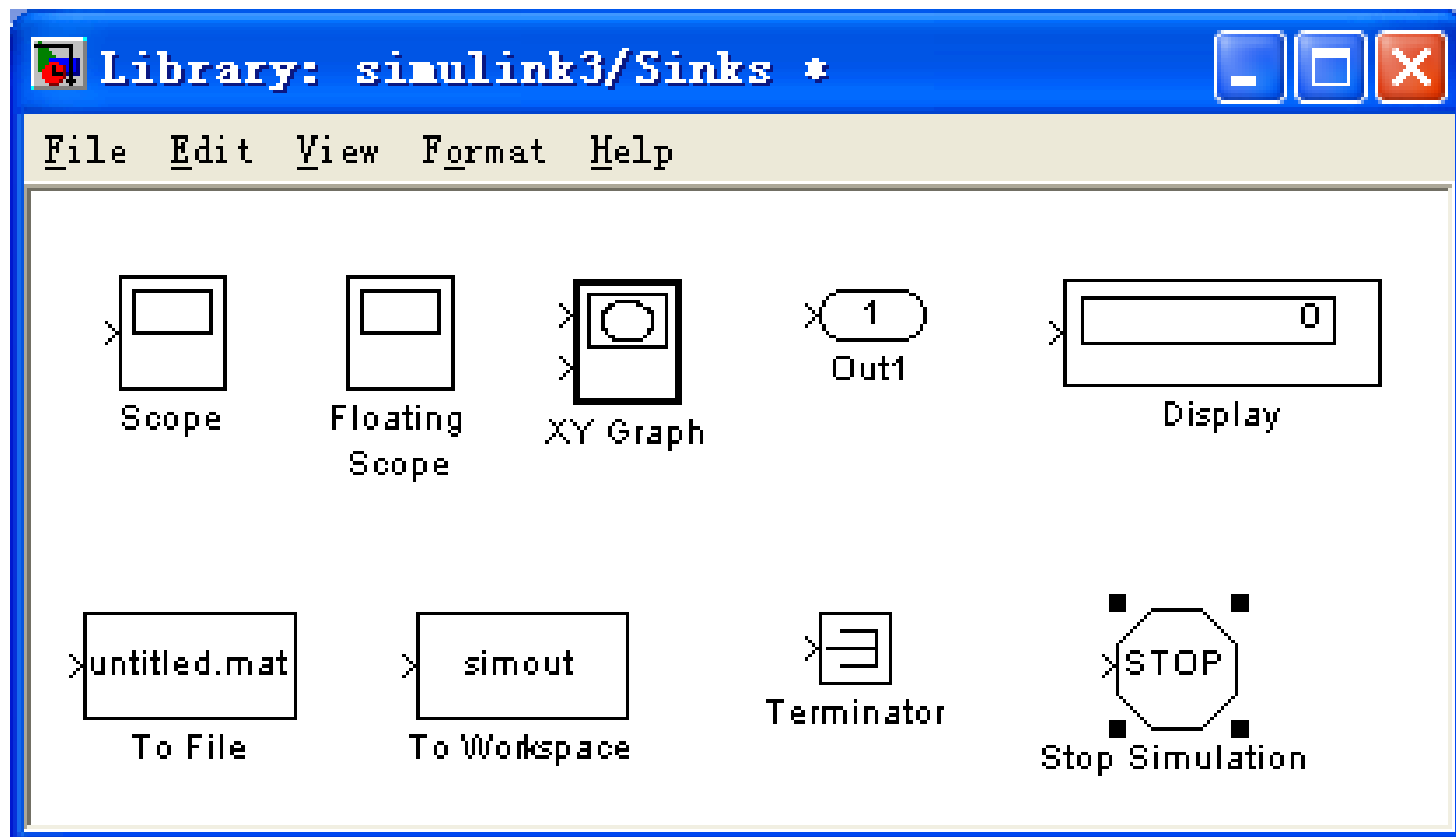 Library: simulink3/Sinks *
File Edit View Format Help
1
0
Scope
Floating
Scope
XY Graph
Out1
Display
untitled.mat
simout
STOP
To File
To Workspace
Terminator
Stop Simulation